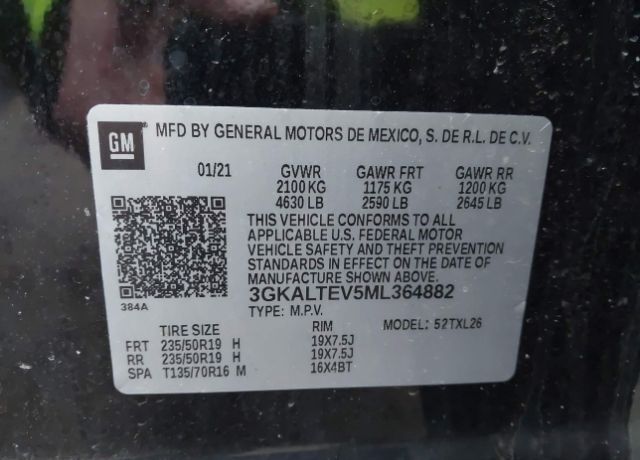 GM MFD BY GENERAL MOTORS DE MEXICO, S. DE R.L. DE C.V.
01/21 GVWR GAWR FRT GAWR RR
2100 KG 1175 KG 1200 KG
4630 LB 2590 LB 2645 LB
THIS VEHICLE CONFORMS TO ALL
APPLICABLE U.S. FEDERAL MOTOR
VEHICLE SAFETY AND THEFT PREVENTION
STANDARDS IN EFFECT ON THE DATE OF
MANUFACTURE SHOWN ABOVE.
384A 3GKALTEV5ML364882
TYPE: M.P.V. MODEL: 52TXL26
TIRE SIZE RIM
FRT 235/50R19 H 19X7.5J
RR 235/50R19 H 19X7.5J
SPA T135/70R16 M 16X4BT